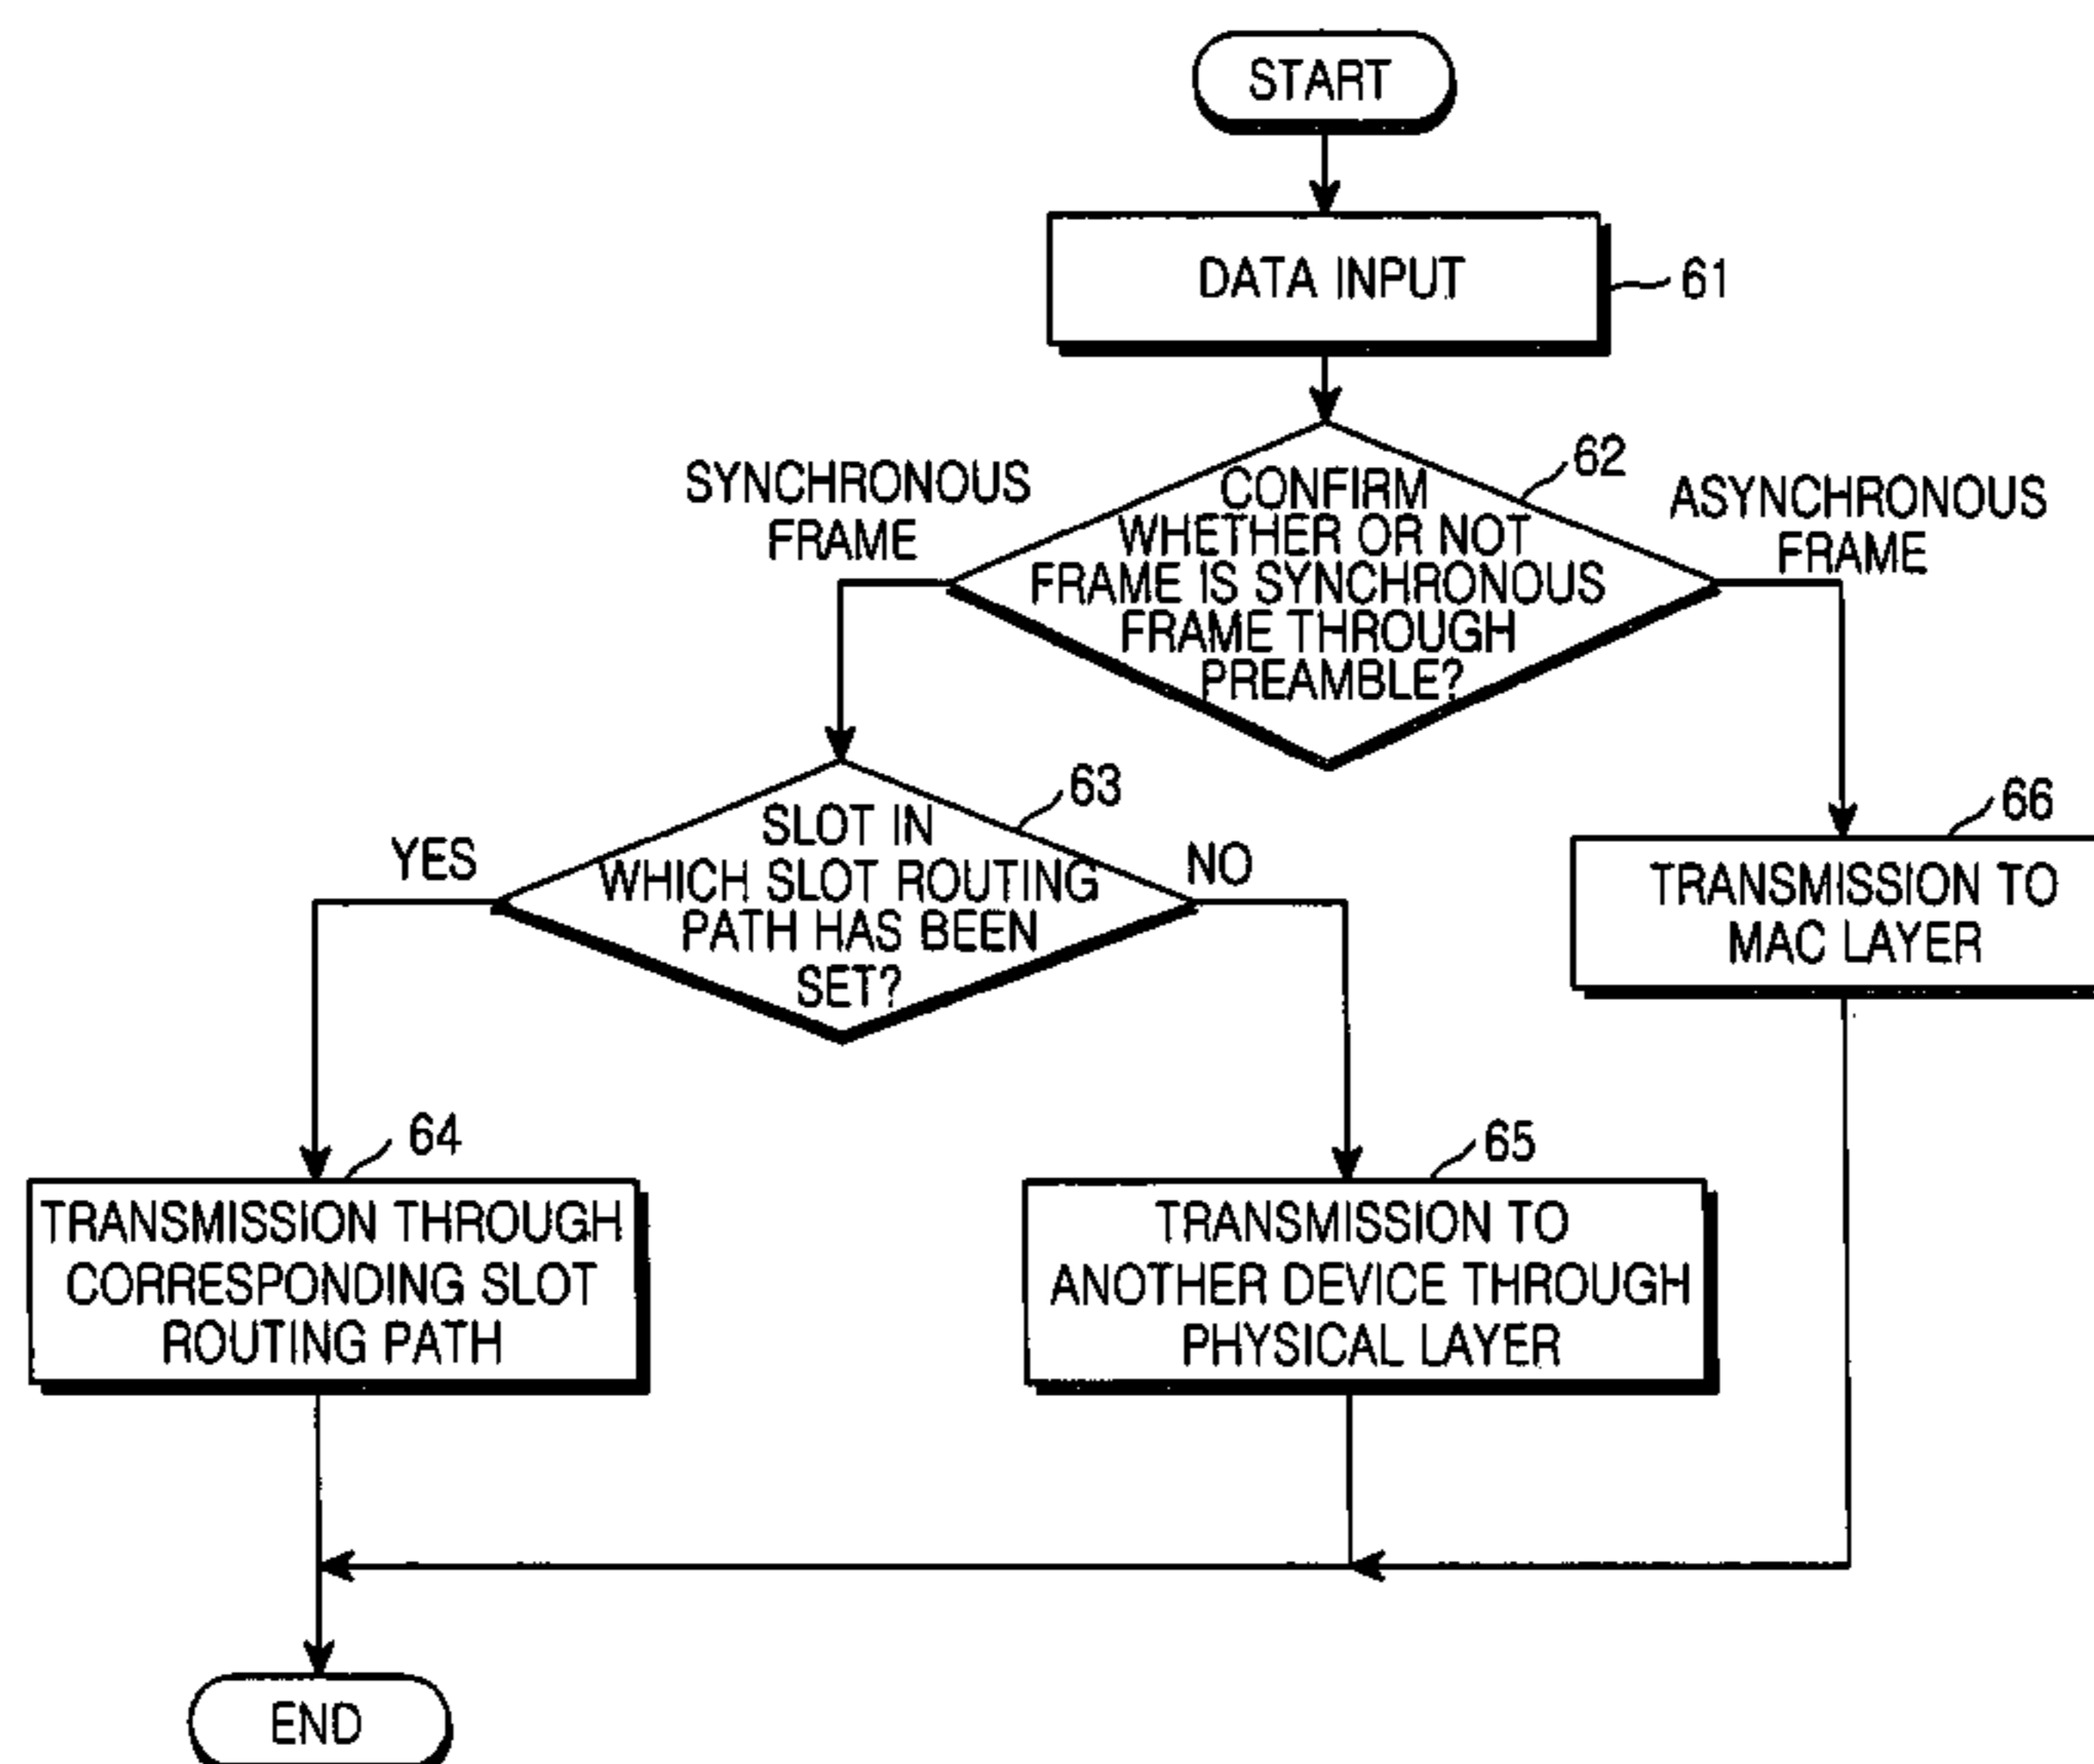 START
DATA INPUT
61
62
SYNCHRONOUS
FRAME
CONFIRM
WHETHER OR NOT
FRAME IS SYNCHRONOUS
FRAME THROUGH
PREAMBLE?
ASYNCHRONOUS
FRAME
63
YES
SLOT IN
WHICH SLOT ROUTING
PATH HAS BEEN
SET?
NO
66
TRANSMISSION TO
MAC LAYER
64
TRANSMISSION THROUGH
CORRESPONDING SLOT
ROUTING PATH
65
TRANSMISSION TO
ANOTHER DEVICE THROUGH
PHYSICAL LAYER
END